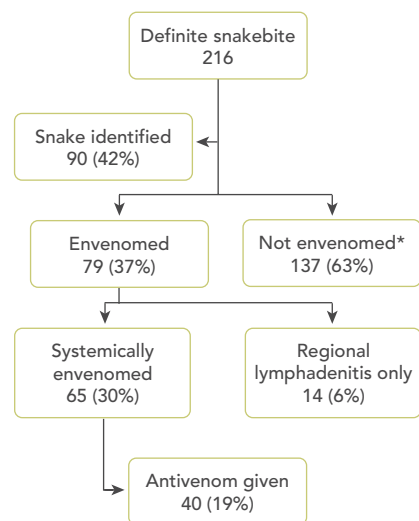 Definite snakebite
216
Snake identified
90 (42%)
Envenomed
79 (37%)
Not envenomed*
137 (63%)
Systemically
envenomed
65 (30%)
Regional
lymphadenitis only
14 (6%)
Antivenom given
40 (19%)